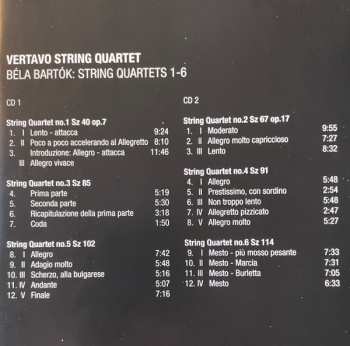 VERTAVO STRING QUARTET
BÉLA BARTÓK: STRING QUARTETS 1-6
CD 1
String Quartet no.1 Sz 40 op.7
1. I Lento - attacca 9:24
2. II Poco a poco accelerando al Allegretto 8:10
3. Introduzione: Allegro - attacca 11:46
III Allegro vivace
String Quartet no.3 Sz 85
4. Prima parte 5:19
5. Seconda parte 5:30
6. Ricapitulazione della prima parte 3:18
7. Coda 1:50
String Quartet no.5 Sz 102
8. I Allegro 7:42
9. II Adagio molto 5:48
10. III Scherzo, alla bulgarese 5:16
11. IV Andante 5:07
12. V Finale 7:16
CD 2
String Quartet no.2 Sz 67 op.17
1. I Moderato 9:55
2. II Allegro molto capriccioso 7:27
3. III Lento 8:32
String Quartet no.4 Sz 91
4. I Allegro 5:48
5. II Prestissimo, con sordino 2:54
6. III Non troppo lento 5:48
7. IV Allegretto pizzicato 2:48
8. V Allegro molto 5:27
String Quartet no.6 Sz 114
9. I Mesto - più mosso pesante 7:33
10. II Mesto - Marcia 7:31
11. III Mesto - Burletta 7:05
12. IV Mesto 6:33